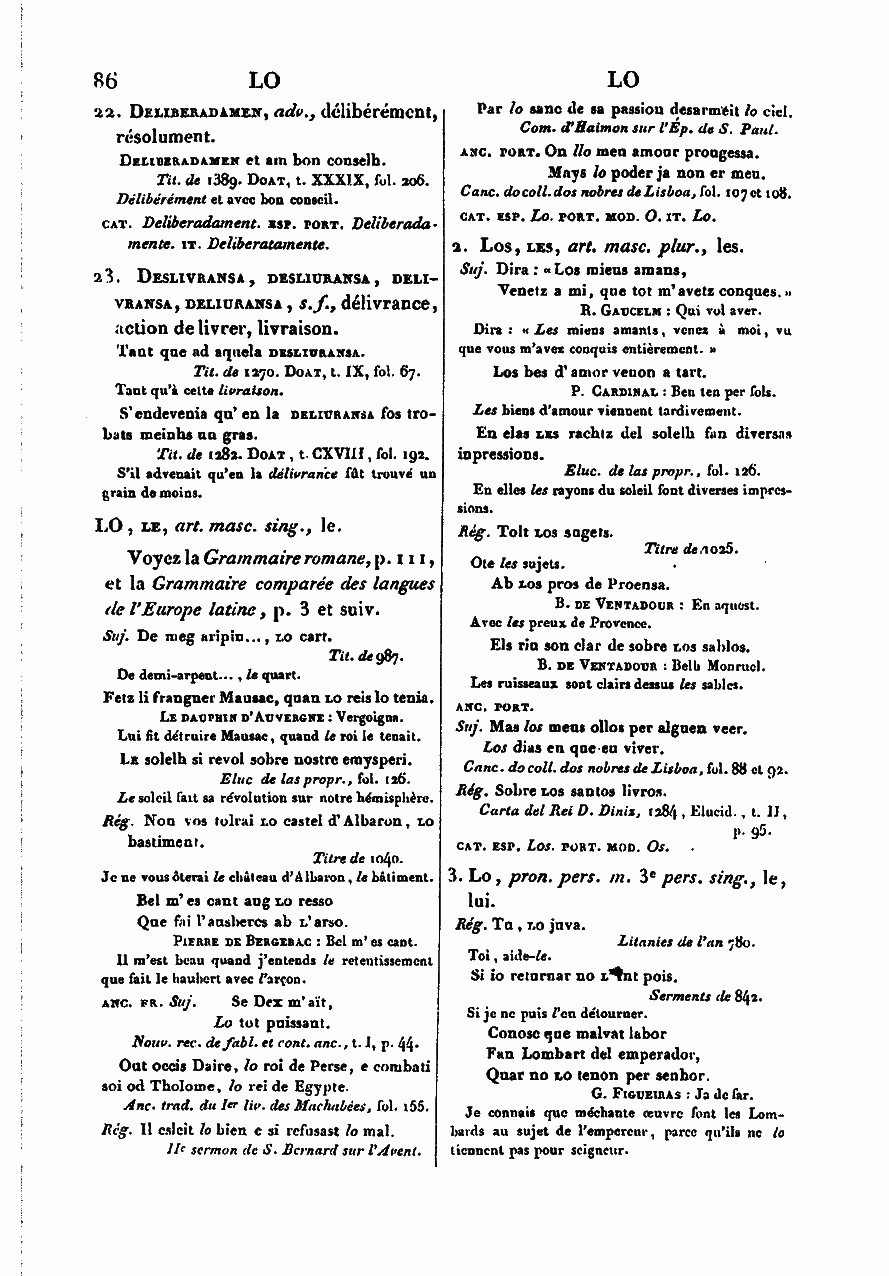 86 LO LO
22. DELIBERADAMEN, adv., délibérément,
résolument.
DELIBERADAMEN et am bon conselh.
Tit. de 1389. DOAT, t. XXXIX, fol. 206.
Délibérément et avec bon conseil.
CAT. Deliberadament. ESP. PORT. Deliberada-
mente. IT. Deliberatamente.
23. DESLIVRANSA, DESLIURANSA, DELI-
VRANSA, DELIURANSA, s. f., délivrance,
action de livrer, livraison.
Tant que ad aquela DESLIURANSA.
Tit. de 1270. DOAT, t. IX, fol. 67.
Tant qu'à cette livraison.
S'endevenia qu'en la DELIURANSA fos tro-
bats meinhs un gras.
Tit. de 1282. DOAT, t. CXVIII, fol. 192.
S'il advenait qu'en la délivrance fût trouvé un
grain de moins.
LO, LE, art. masc. sing., le.
Voyez la Grammaire romane, p. 111,
et la Grammaire comparée des langues
de l'Europe latine, p. 3 et suiv.
Suj. De meg aripin..., LO cart.
Tit. de 987.
De demi-arpent..., le quart.
Fetz li frangner Mausac, quan LO reis lo tenia.
LE DAUPHIN D'AUVERGNE : Vergoigna.
Lui fit détruire Mausac, quand le roi le tenait.
LE solelh si revol sobre nostre emysperi.
Eluc de las propr., fol. 126.
Le soleil fait sa révolution sur notre hémisphère.
Rég. Non vos tolrai LO castel d'Albaron, LO
bastiment.
Titre de 1040.
Je ne vous ôterai le château d'Albaron, le bâtiment.
Bel m'es cant aug LO resso
Que fai l'ausbercs ab L'arso.
PIERRE DE BERGERAC : Bel m'es cant.
Il m'est beau quand j'entends le retentissement
que fait le haubert avec l'arçon.
ANC. FR. Suj. Se Dex m'aït,
Lo tot puissant.
Nouv. rec. de fabl. et cont. anc., t. I, p. 44.
Out occis Daire, lo roi de Perse, e combati
soi od Tholome, lo rei de Egypte.
Anc. trad. du Ier liv. des Machabées, fol. 155.
Rég. Il esleit lo bien e si refusast lo mal.
IIe sermon de S. Bernard sur l'Avent.
Par lo sanc de sa passion desarmëit lo ciel.
Com. d'Haimon sur l'Ép. de S. Paul.
ANC. PORT. On llo meu amour prougessa.
Mays lo poder ja non er meu.
Canc. do coll. dos nobres de Lisboa, fol. 107 et 108.
CAT. ESP. Lo. PORT. MOD. O. IT. Lo.
2. LOS, LES, art. masc. plur., les.
Suj. Dira : « LOS mieus amans,
Venetz a mi, que tot m'avetz conques. »
R. GAUCELM : Qui vol aver.
Dira : « Les miens amants, venez à moi, vu
que vous m'avez conquis entièrement. »
LOS bes d'amor venon a tart.
P. CARDINAL : Ben ten per fols.
Les biens d'amour viennent tardivement.
En elas LES rachtz del solelh fan diversas
inpressions.
Eluc. de las propr., fol. 126.
En elles les rayons du soleil font diverses impres-
sions.
Rég. Tolt LOS sogets.
Titre de 1025.
Ote les sujets.
Ab LOS pros de Proensa.
B. DE VENTADOUR : En aquest.
Avec les preux de Provence.
Els riu son clar de sobre LOS sablos.
B. DE VENTADOUR : Belh Monruel.
Les ruisseaux sont clairs dessus les sables.
ANC. PORT.
Suj. Mas los meus ollos per alguen veer.
Los dias en que eu viver.
Canc. do coll. dos nobres de Lisboa, fol. 88 et 92.
Rég. Sobre LOS santos livros.
Carta del Rei D. Diniz, 1284, Elucid., t. II,
p. 95.
CAT. ESP. Los. PORT. MOD. Os.
3. LO, pron. pers. m. 3e pers. sing., le,
lui.
Rég. Tu, LO juva.
Litanies de l'an 780.
Toi, aide-le.
Si io returnar no L'int pois.
Serments de 842.
Si je ne puis l'en détourner.
Conosc que malvat labor
Fan Lombart del emperador,
Quar no LO tenon per senhor.
G. FIGUEIRAS : Ja de far.
Je connais que méchante œuvre font les Lom-
bards au sujet de l'empereur, parce qu'ils ne lo
tiennent pas pour seigneur.